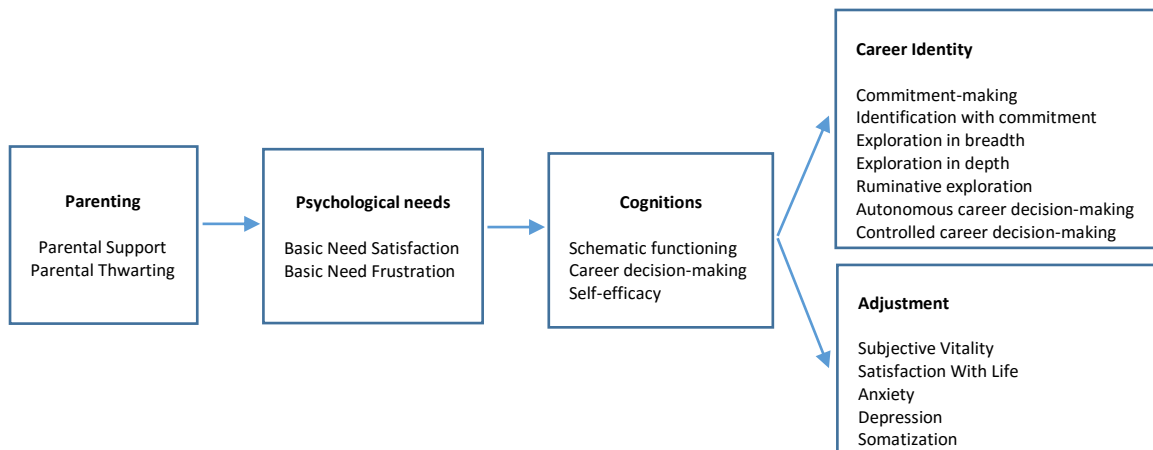 Parenting
Parental Support
Parental Thwarting
Psychological needs
Basic Need Satisfaction
Basic Need Frustration
Cognitions
Schematic functioning
Career decision-making
Self-efficacy
Career Identity
Commitment-making
Identification with commitment
Exploration in breadth
Exploration in depth
Ruminative exploration
Autonomous career decision-making
Controlled career decision-making
Adjustment
Subjective Vitality
Satisfaction With Life
Anxiety
Depression
Somatization